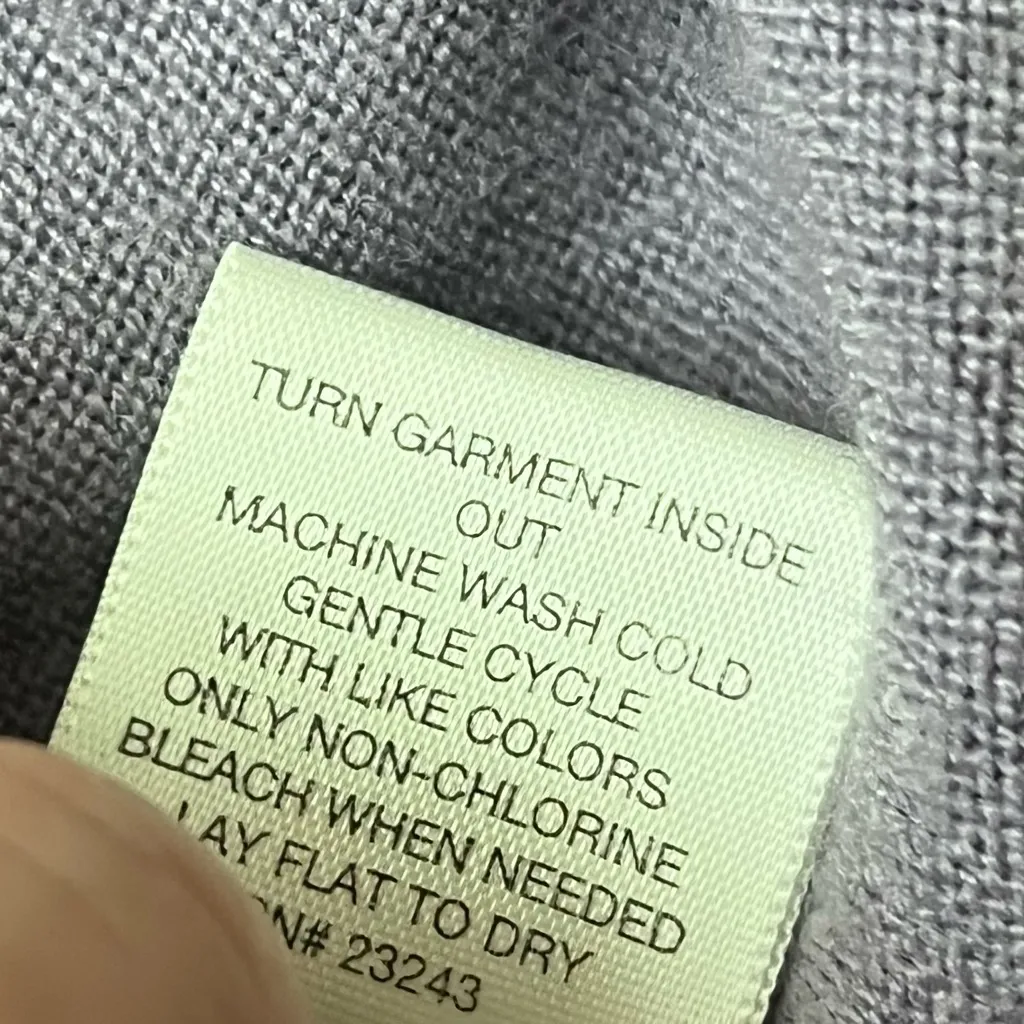 TURN GARMENT INSIDE
OUT
MACHINE WASH COLD
GENTLE CYCLE
WITH LIKE COLORS
ONLY NON-CHLORINE
BLEACH WHEN NEEDED
LAY FLAT TO DRY
23243